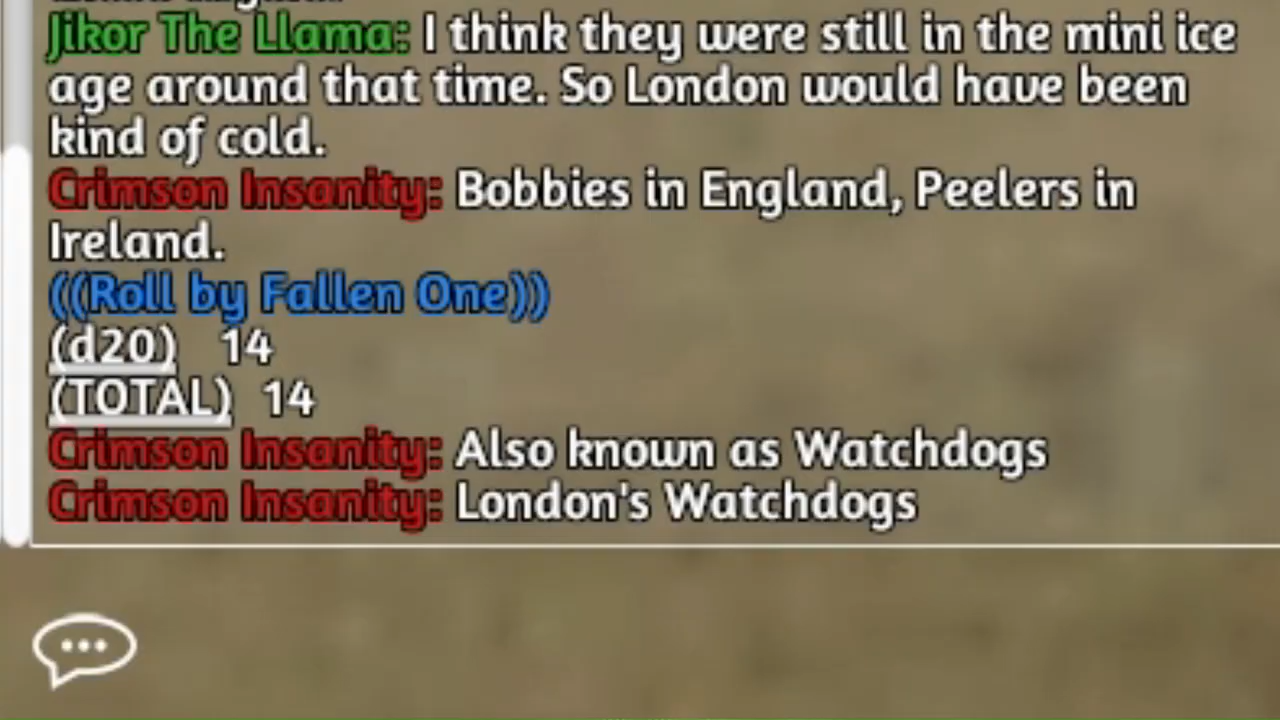 Jikor The Llama: I think they were still in the mini ice
age around that time. So London would have been
kind of cold.
Crimson Insanity: Bobbies in England, Peelers in
Ireland.
((Roll by Fallen One))
(d20) 14
(TOTAL) 14
Crimson Insanity: Also known as Watchdogs
Crimson Insanity: London's Watchdogs